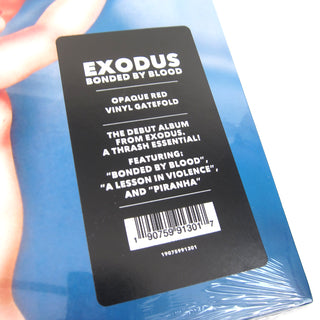 EXODUS
BONDED BY BLOOD
OPAQUE RED
VINYL GATEFOLD
THE DEBUT ALBUM
FROM EXODUS.
A THRASH ESSENTIAL!
FEATURING:
"BONDED BY BLOOD",
"A LESSON IN VIOLENCE",
AND "PIRANHA"
1 90759 91301 7
19075991301